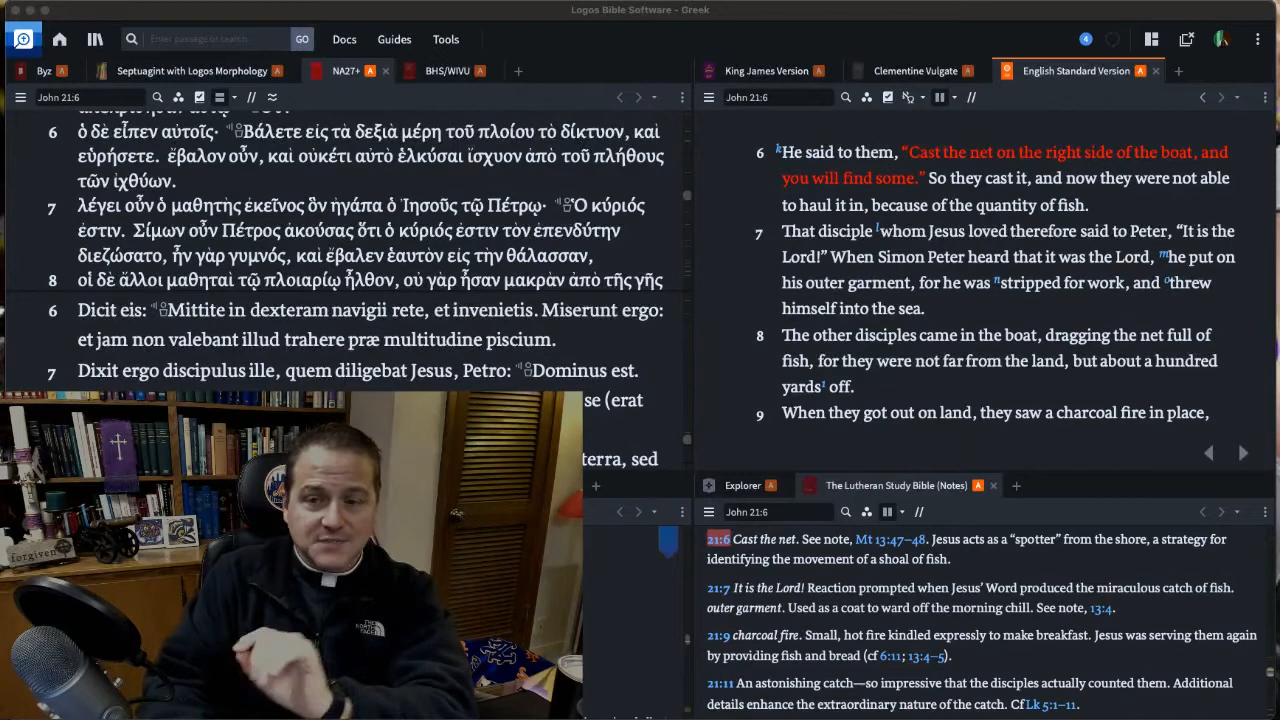 Logos Bible Software - Greek
Enter passage or search
GO
Docs
Guides
Tools
4
Byz A
Septuagint with Logos Morphology A
NA27+ A
BHS/WIVU A
John 21:6
6 ὁ δὲ εἶπεν αὐτοῖς· Βάλετε εἰς τὰ δεξιὰ μέρη τοῦ πλοίου τὸ δίκτυον, καὶ
εὑρήσετε. ἔβαλον οὖν, καὶ οὐκέτι αὐτὸ ἑλκύσαι ἴσχυον ἀπὸ τοῦ πλήθους
τῶν ἰχθύων.
7 λέγει οὖν ὁ μαθητὴς ἐκεῖνος ὃν ἠγάπα ὁ Ἰησοῦς τῷ Πέτρῳ· Ὁ κύριός
ἐστιν. Σίμων οὖν Πέτρος ἀκούσας ὅτι ὁ κύριός ἐστιν τὸν ἐπενδύτην
διεζώσατο, ἦν γὰρ γυμνός, καὶ ἔβαλεν ἑαυτὸν εἰς τὴν θάλασσαν,
8 οἱ δὲ ἄλλοι μαθηταὶ τῷ πλοιαρίῳ ἦλθον, οὐ γὰρ ἦσαν μακρὰν ἀπὸ τῆς γῆς
6 Dicit eis: Mittite in dexteram navigii rete, et invenietis. Miserunt ergo:
et jam non valebant illud trahere præ multitudine piscium.
7 Dixit ergo discipulus ille, quem diligebat Jesus, Petro: Dominus est.
se (erat
terra, sed
King James Version A
Clementine Vulgate A
English Standard Version A
John 21:6
6 kHe said to them, “Cast the net on the right side of the boat, and
you will find some.” So they cast it, and now they were not able
to haul it in, because of the quantity of fish.
7 That disciple lwhom Jesus loved therefore said to Peter, “It is the
Lord!” When Simon Peter heard that it was the Lord, mhe put on
his outer garment, for he was nstripped for work, and othrew
himself into the sea.
8 The other disciples came in the boat, dragging the net full of
fish, for they were not far from the land, but about a hundred
yards1 off.
9 When they got out on land, they saw a charcoal fire in place,
Explorer A
The Lutheran Study Bible (Notes) A
John 21:6
21:6 Cast the net. See note, Mt 13:47–48. Jesus acts as a “spotter” from the shore, a strategy for
identifying the movement of a shoal of fish.
21:7 It is the Lord! Reaction prompted when Jesus’ Word produced the miraculous catch of fish.
outer garment. Used as a coat to ward off the morning chill. See note, 13:4.
21:9 charcoal fire. Small, hot fire kindled expressly to make breakfast. Jesus was serving them again
by providing fish and bread (cf 6:11; 13:4–5).
21:11 An astonishing catch—so impressive that the disciples actually counted them. Additional
details enhance the extraordinary nature of the catch. Cf Lk 5:1–11.
forgiven
THE
NORTH
FACE